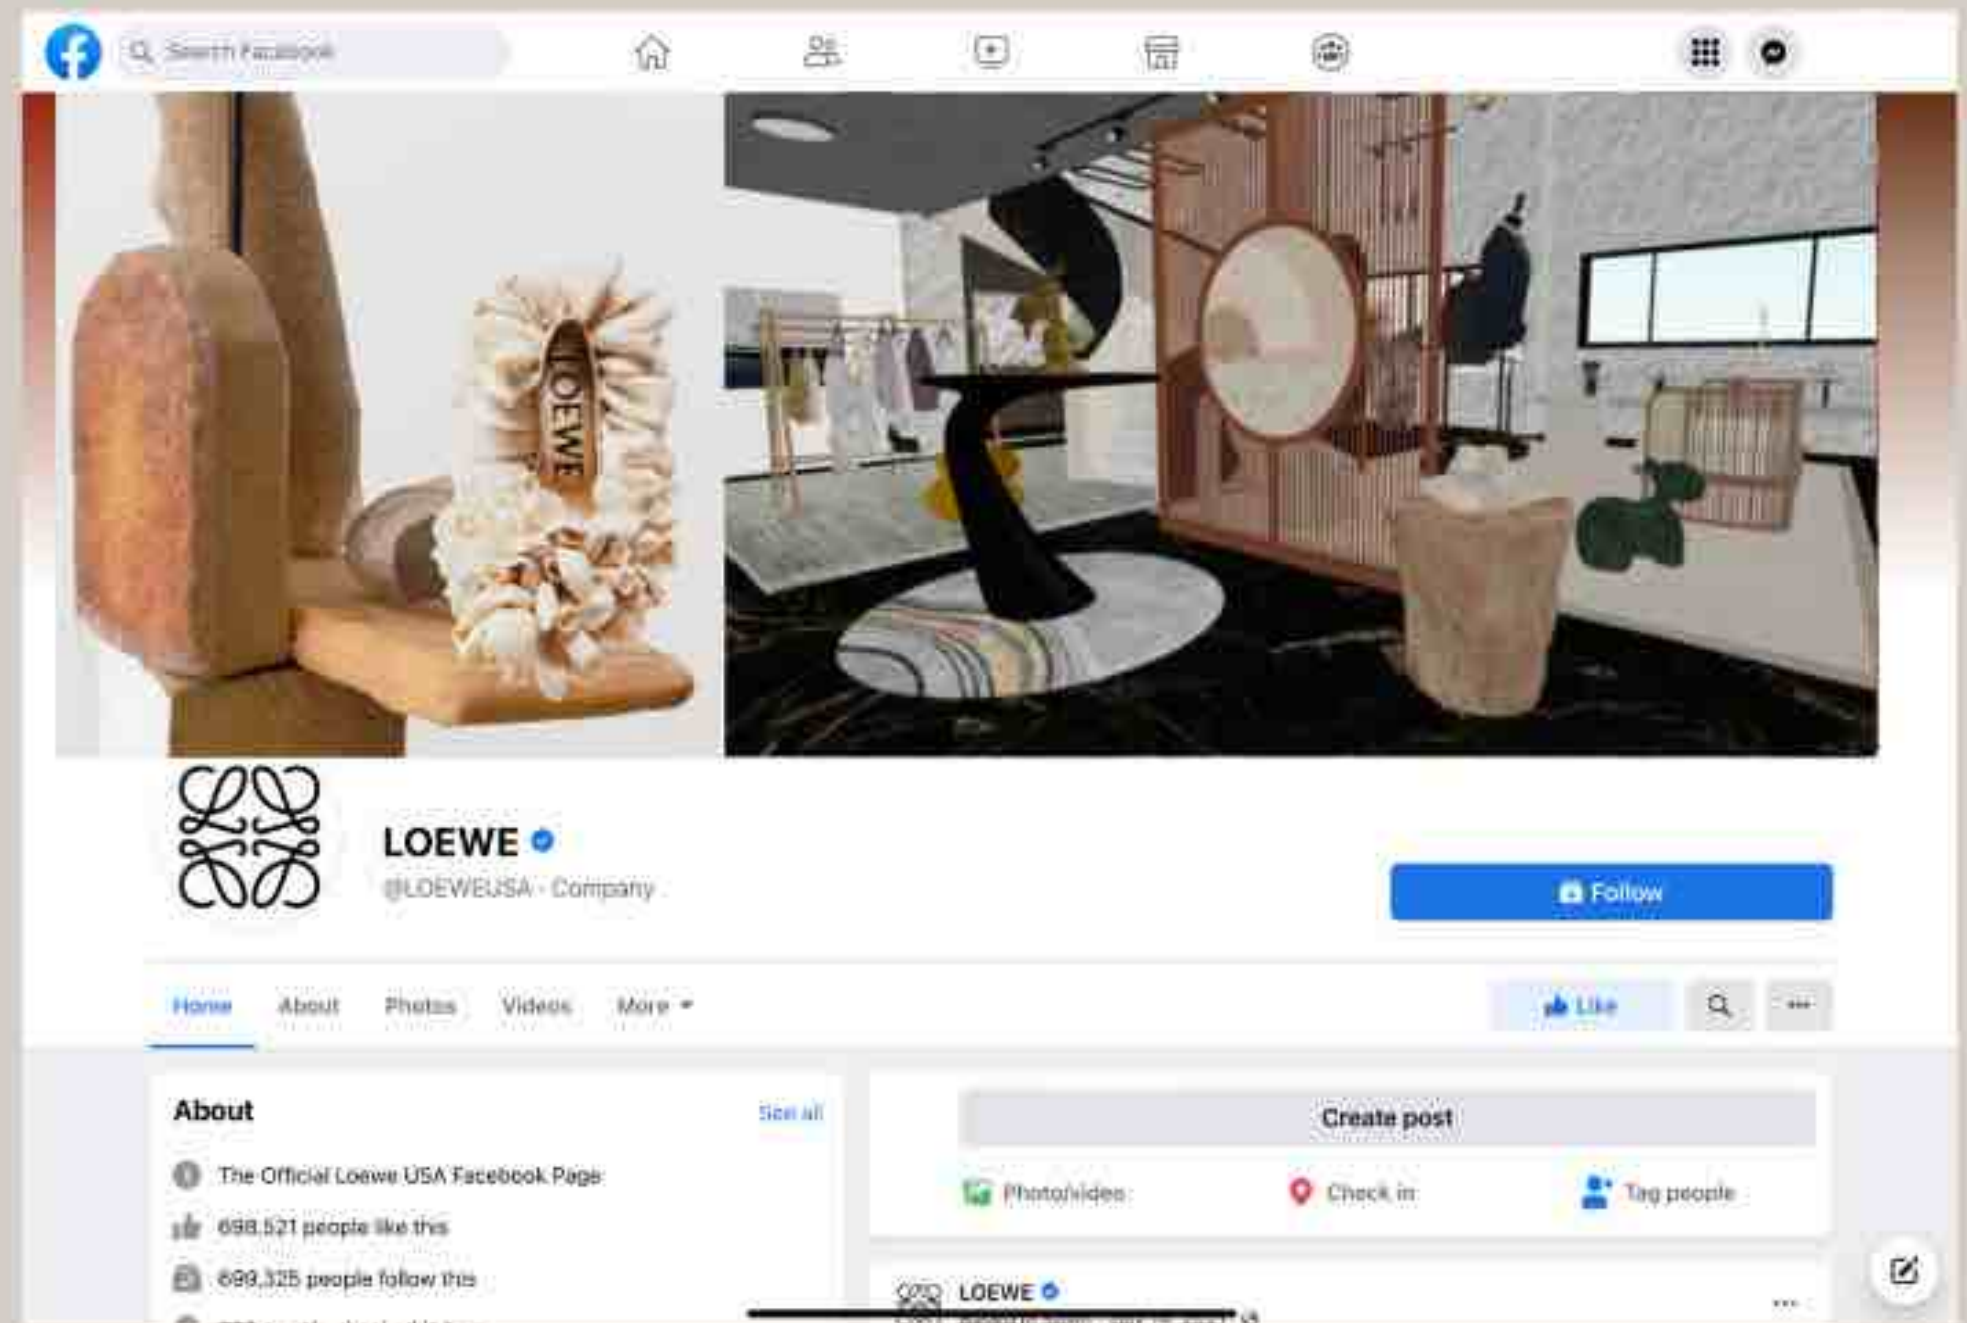 Search Facebook
LOEWE
LOEWE
@LOEWEUSA · Company
Follow
Home About Photos Videos More
Like
About
See all
The Official Loewe USA Facebook Page
698,521 people like this
699,325 people follow this
Create post
Photo/video
Check in
Tag people
LOEWE